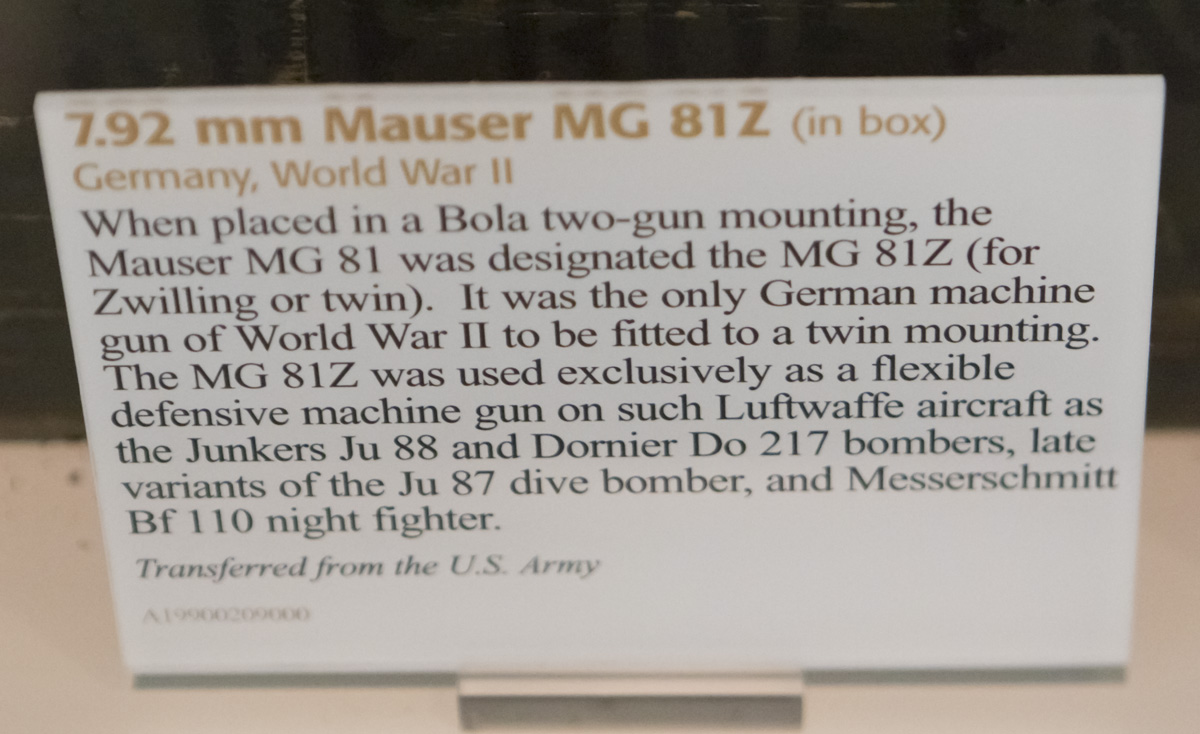 7.92 mm Mauser MG 81Z (in box)
Germany, World War II
When placed in a Bola two-gun mounting, the
Mauser MG 81 was designated the MG 81Z (for
Zwilling or twin).  It was the only German machine
gun of World War II to be fitted to a twin mounting.
The MG 81Z was used exclusively as a flexible
defensive machine gun on such Luftwaffe aircraft as
the Junkers Ju 88 and Dornier Do 217 bombers, late
variants of the Ju 87 dive bomber, and Messerschmitt
Bf 110 night fighter.
Transferred from the U.S. Army
A19900209000